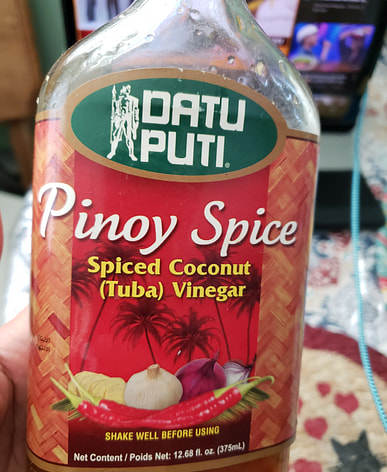 DATU
PUTI®
Pinoy Spice
Spiced Coconut
(Tuba) Vinegar
SHAKE WELL BEFORE USING
Net Content / Poids Net: 12.68 fl. oz. (375mL)